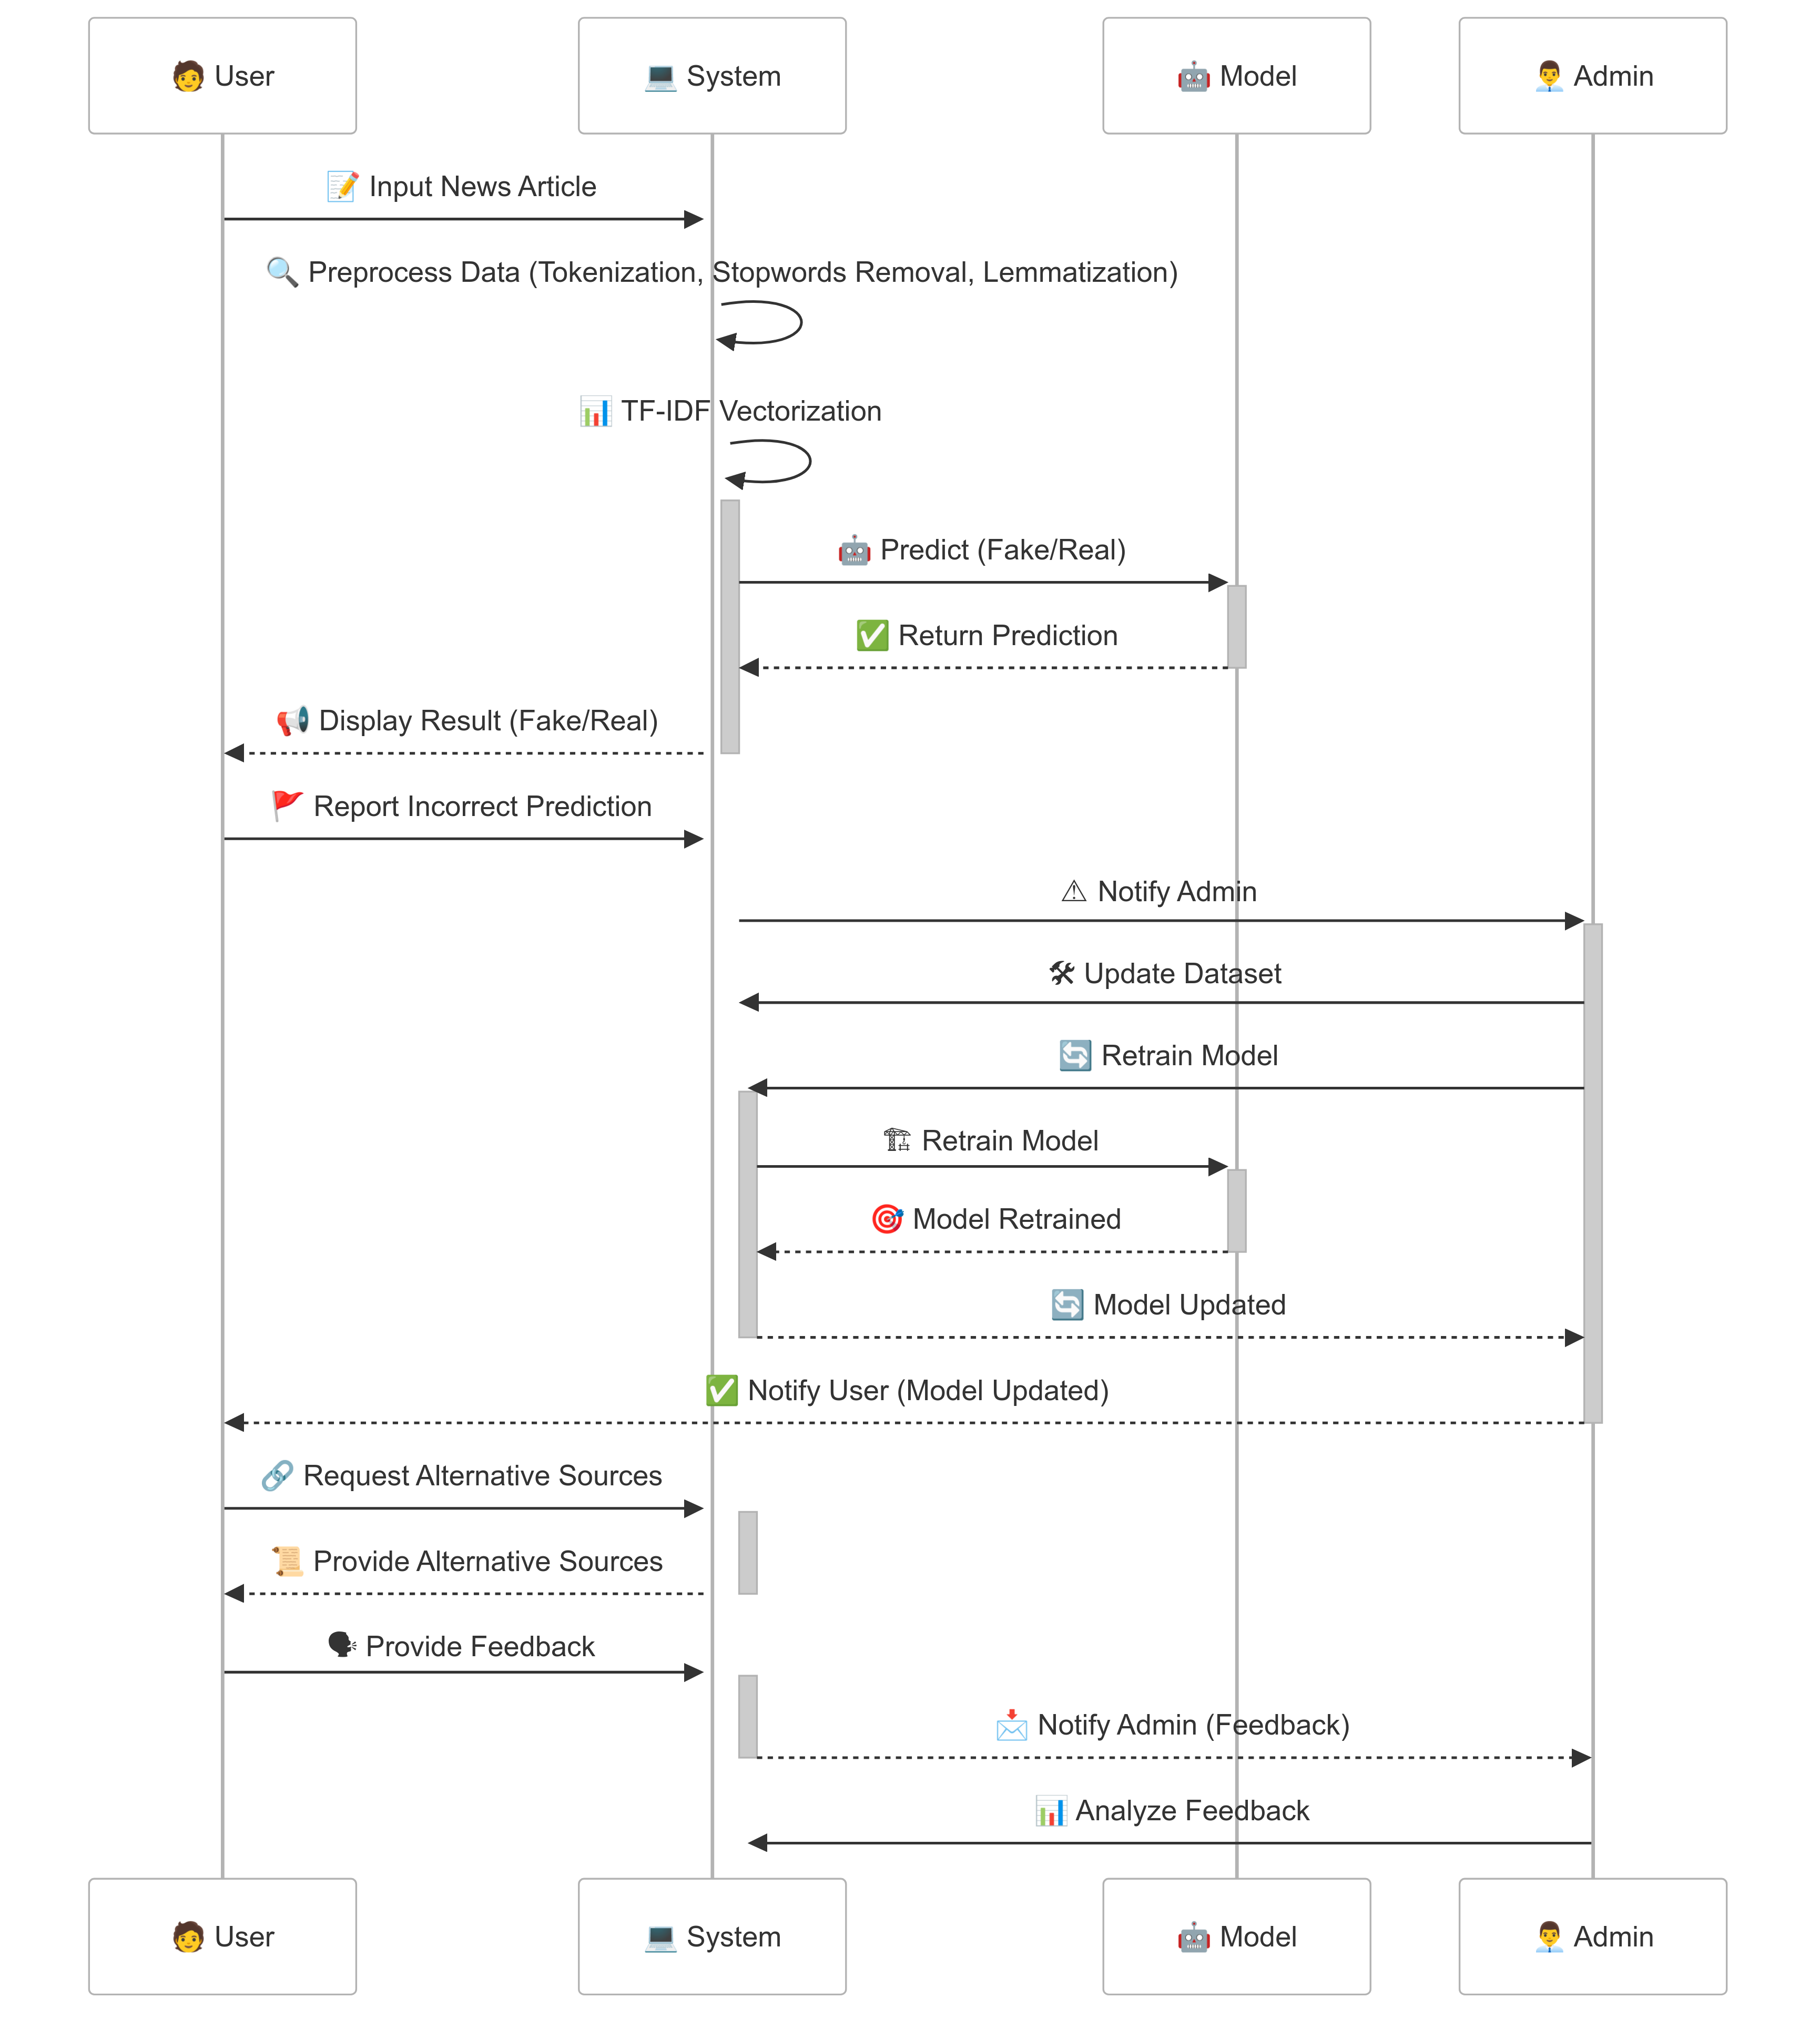 🧑 User
💻 System
🤖 Model
👨‍💼 Admin
📝 Input News Article
🔍 Preprocess Data (Tokenization, Stopwords Removal, Lemmatization)
📊 TF-IDF Vectorization
🤖 Predict (Fake/Real)
✅ Return Prediction
📢 Display Result (Fake/Real)
🚩 Report Incorrect Prediction
⚠ Notify Admin
🛠 Update Dataset
🔄 Retrain Model
🏗 Retrain Model
🎯 Model Retrained
🔄 Model Updated
✅ Notify User (Model Updated)
🔗 Request Alternative Sources
📜 Provide Alternative Sources
🗣 Provide Feedback
📩 Notify Admin (Feedback)
📊 Analyze Feedback
🧑 User
💻 System
🤖 Model
👨‍💼 Admin